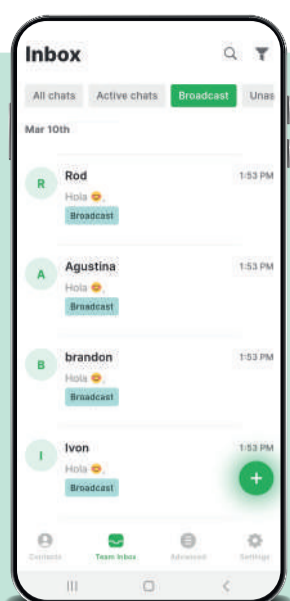 Inbox
All chats Active chats Broadcast Unas
Mar 10th
R Rod 1:53 PM
Hola 😊,
Broadcast
A Agustina 1:53 PM
Hola 😊,
Broadcast
B brandon 1:53 PM
Hola 😊,
Broadcast
I Ivon 1:53 PM
Hola 😊,
Broadcast
+
Contacts Team Inbox Advanced Settings